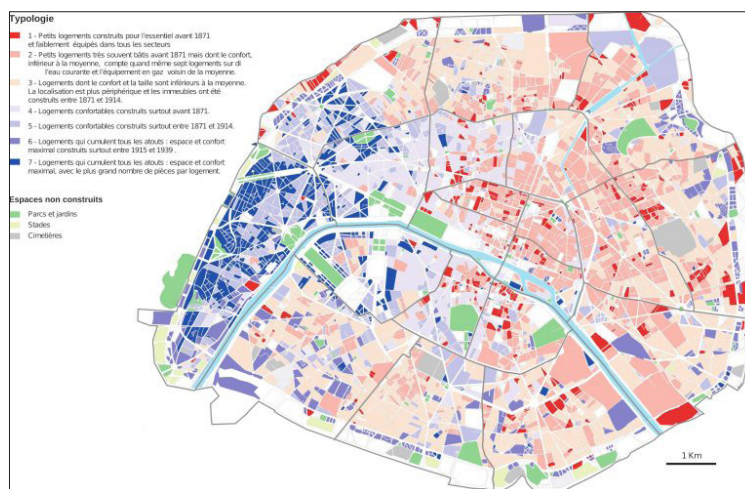 Typologie
1 - Petits logements construits pour l'essentiel avant 1871
et faiblement équipés dans tous les secteurs
2 - Petits logements très souvent bâtis avant 1871 mais dont le confort,
inférieur à la moyenne, compte quand même sept logements sur di
l'eau courante et l'équipement en gaz voisin de la moyenne.
3 - Logements dont le confort et la taille sont inférieurs à la moyenne.
La localisation est plus périphérique et les immeubles ont été
construits entre 1871 et 1914.
4 - Logements confortables construits surtout avant 1871.
5 - Logements confortables construits surtout entre 1871 et 1914.
6 - Logements qui cumulent tous les atouts : espace et confort
maximal construits surtout entre 1915 et 1939 .
7 - Logements qui cumulent tous les atouts : espace et confort
maximal, avec le plus grand nombre de pièces par logement.
Espaces non construits
Parcs et jardins
Stades
Cimetières
1 Km